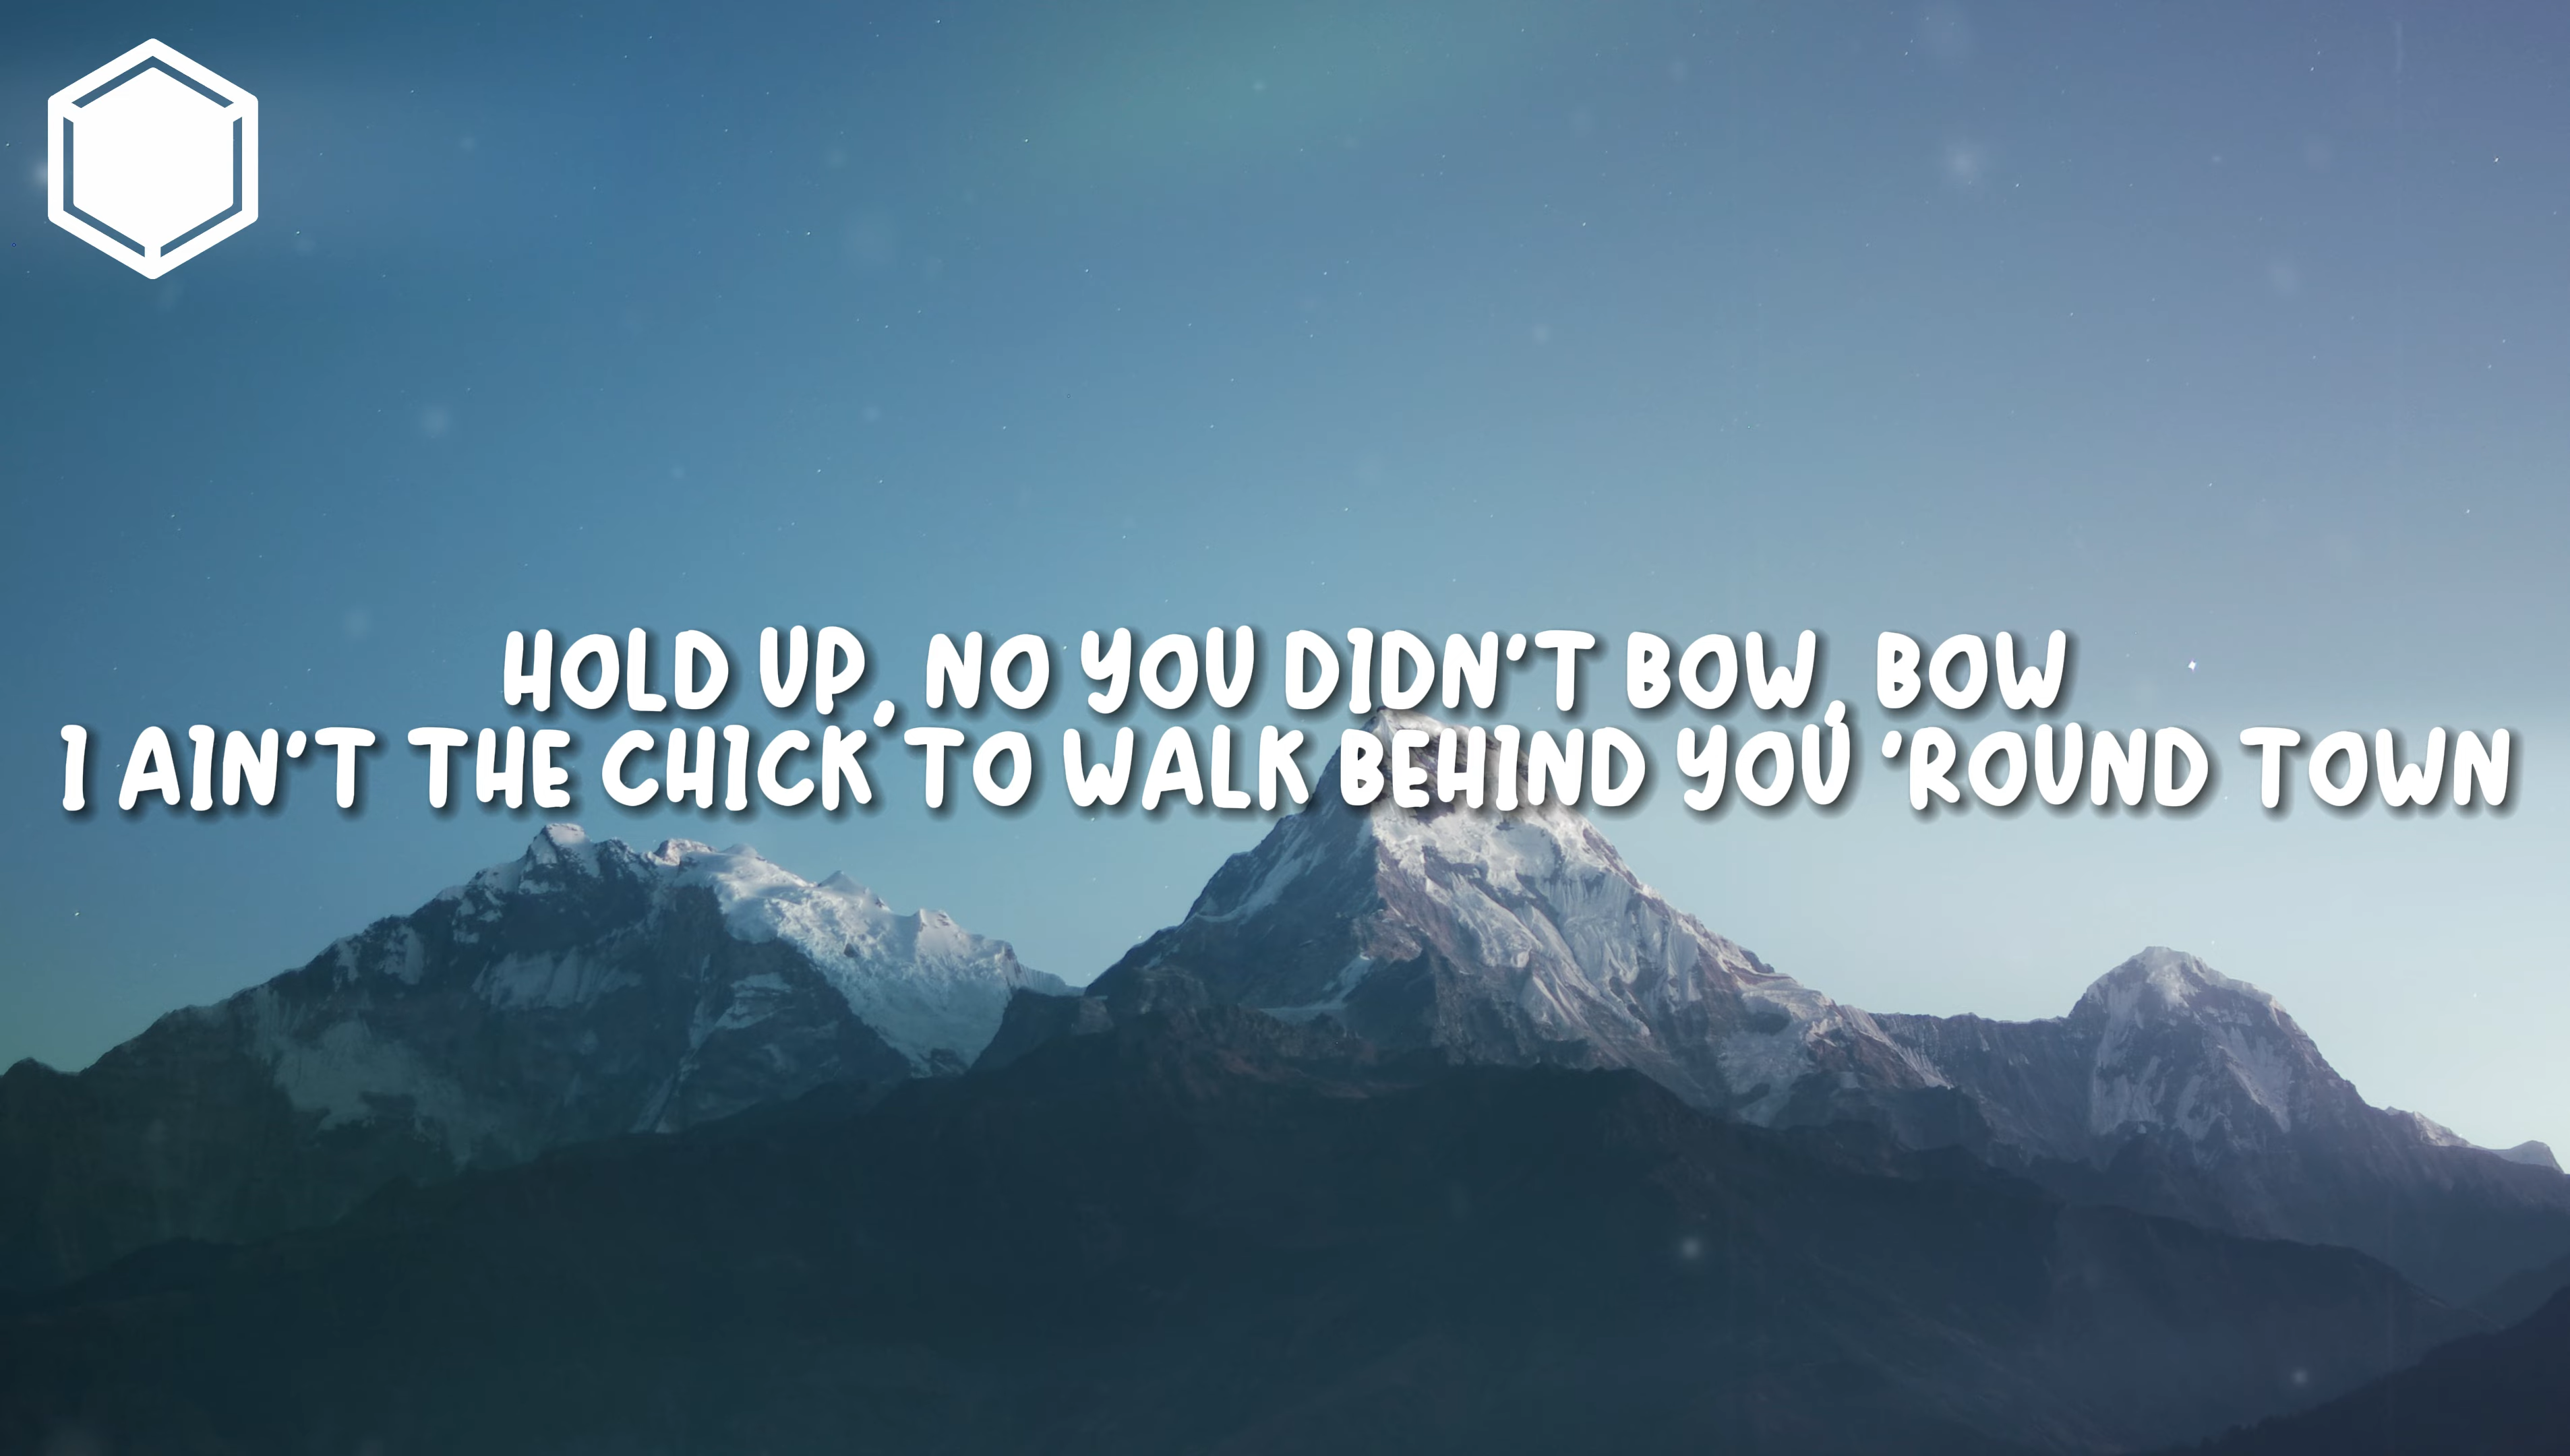 HOLD UP, NO YOU DIDN'T BOW, BOW
I AIN'T THE CHICK TO WALK BEHIND YOU 'ROUND TOWN